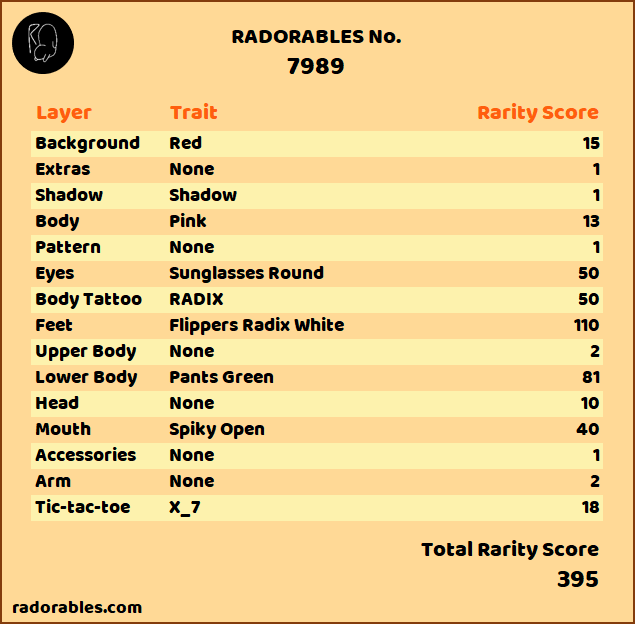 RADORABLES No.
7989
Layer Trait Rarity Score
Background Red 15
Extras None 1
Shadow Shadow 1
Body Pink 13
Pattern None 1
Eyes Sunglasses Round 50
Body Tattoo RADIX 50
Feet Flippers Radix White 110
Upper Body None 2
Lower Body Pants Green 81
Head None 10
Mouth Spiky Open 40
Accessories None 1
Arm None 2
Tic-tac-toe X_7 18
Total Rarity Score
395
radorables.com